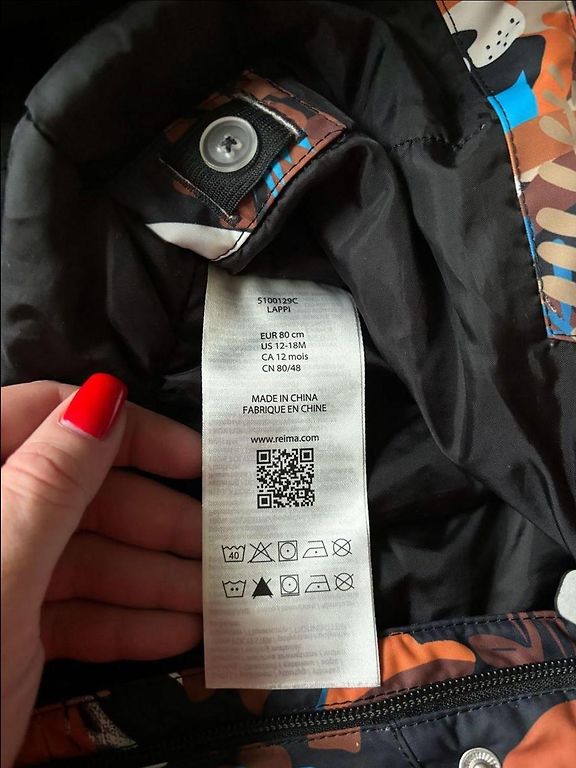 5100129C
LAPPI
EUR 80 cm
US 12-18M
CA 12 mois
CN 80/48
MADE IN CHINA
FABRIQUE EN CHINE
www.reima.com
40